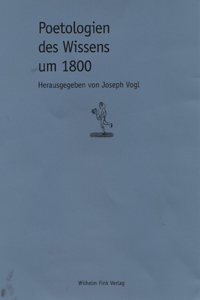 Poetologien
des Wissens
um 1800
Herausgegeben von Joseph Vogl
Wilhelm Fink Verlag